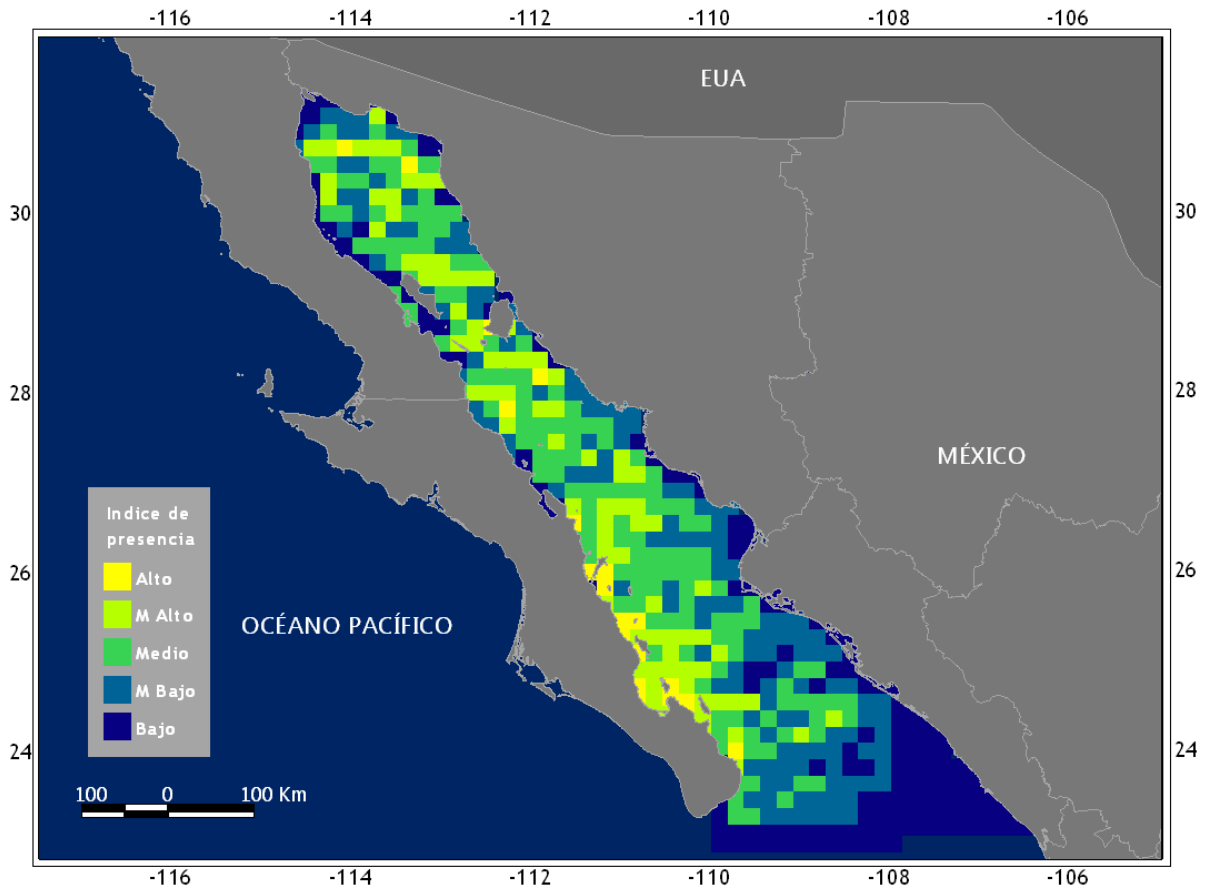 -116 -114 -112 -110 -108 -106
EUA
30 30
28 28
MÉXICO
Indice de
presencia
Alto
M Alto
Medio
M Bajo
Bajo
26 26
OCÉANO PACÍFICO
24 24
100 0 100 Km
-116 -114 -112 -110 -108 -106